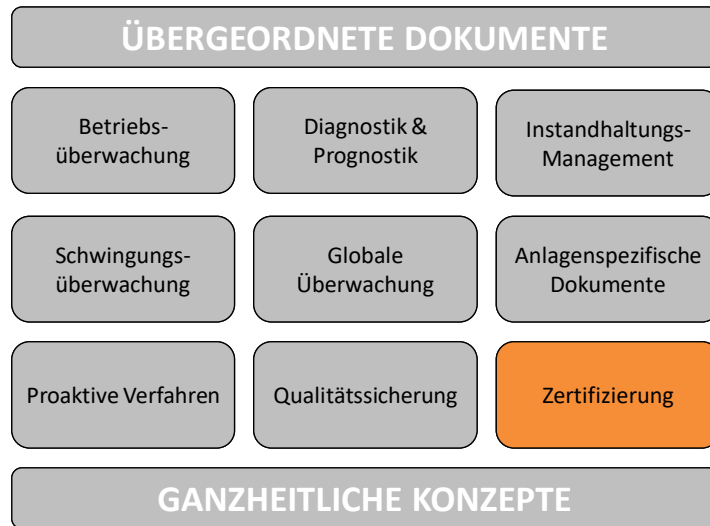 ÜBERGEORDNETE DOKUMENTE
Betriebs-
überwachung
Diagnostik &
Prognostik
Instandhaltungs-
Management
Schwingungs-
überwachung
Globale
Überwachung
Anlagenspezifische
Dokumente
Proaktive Verfahren
Qualitätssicherung
Zertifizierung
GANZHEITLICHE KONZEPTE